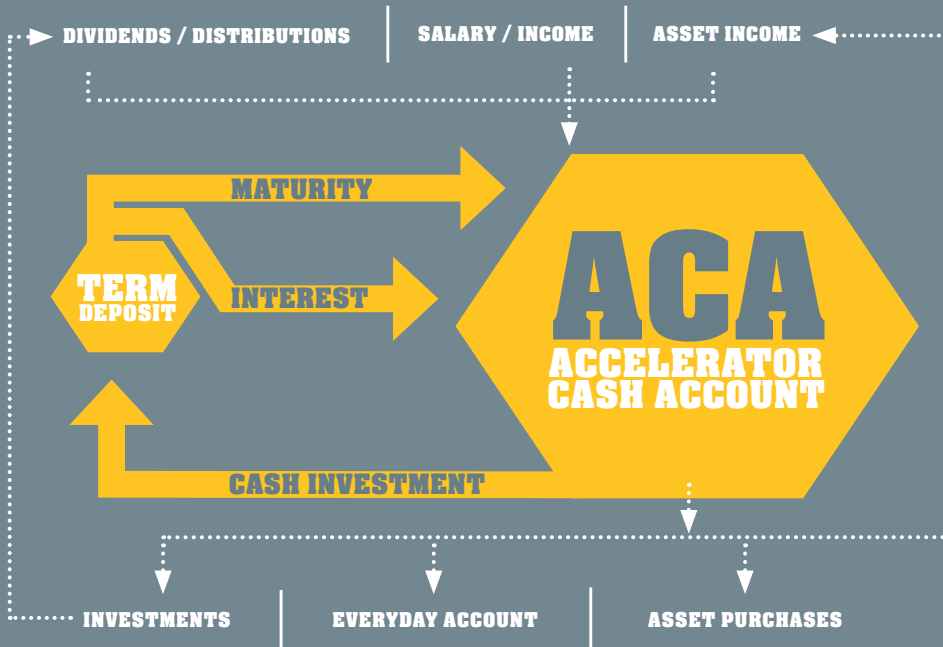 DIVIDENDS / DISTRIBUTIONS
SALARY / INCOME
ASSET INCOME
MATURITY
TERM
DEPOSIT
INTEREST
ACA
ACCELERATOR
CASH ACCOUNT
CASH INVESTMENT
INVESTMENTS
EVERYDAY ACCOUNT
ASSET PURCHASES